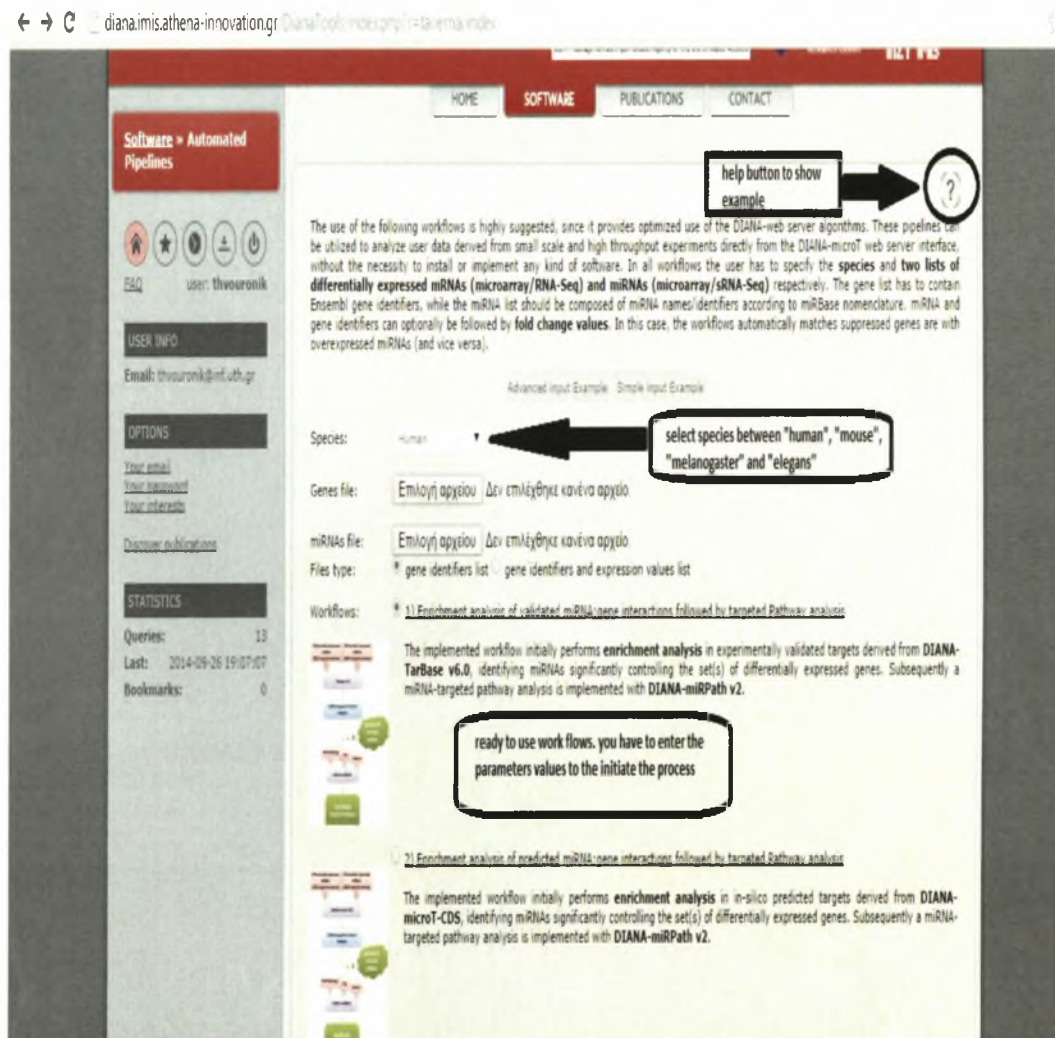 diana.imis.athena-innovation.gr/DianaTools/index.php?r=taverna/index
HOME
SOFTWARE
PUBLICATIONS
CONTACT
Software » Automated
Pipelines
help button to show
example
?
The use of the following workflows is highly suggested, since it provides optimized use of the DIANA-web server algorithms. These pipelines can
be utilized to analyze user data derived from small scale and high throughput experiments directly from the DIANA-microT web server interface,
without the necessity to install or implement any kind of software. In all workflows the user has to specify the species and two lists of
differentially expressed mRNAs (microarray/RNA-Seq) and miRNAs (microarray/sRNA-Seq) respectively. The gene list has to contain
Ensembl gene identifiers, while the miRNA list should be composed of miRNA names/identifiers according to miRBase nomenclature. miRNA and
gene identifiers can optionally be followed by fold change values. In this case, the workflows automatically matches suppressed genes are with
overexpressed miRNAs (and vice versa).
FAQ
user: thvouronik
USER INFO
Email: thvouronik@inf.uth.gr
OPTIONS
Your email
Your password
Your interests
Discover publications
STATISTICS
Queries: 13
Last: 2014-09-26 19:07:07
Bookmarks: 0
Advanced Input Example Simple Input Example
Species: Human
select species between "human", "mouse",
"melanogaster" and "elegans"
Genes file: Επιλογή αρχείου Δεν επιλέχθηκε κανένα αρχείο
miRNAs file: Επιλογή αρχείου Δεν επιλέχθηκε κανένα αρχείο
Files type: gene identifiers list gene identifiers and expression values list
Workflows: 1) Enrichment analysis of validated miRNA:gene interactions followed by targeted Pathway analysis
The implemented workflow initially performs enrichment analysis in experimentally validated targets derived from DIANA-
TarBase v6.0, identifying miRNAs significantly controlling the set(s) of differentially expressed genes. Subsequently a
miRNA-targeted pathway analysis is implemented with DIANA-miRPath v2.
ready to use work flows. you have to enter the
parameters values to the initiate the process
2) Enrichment analysis of predicted miRNA:gene interactions followed by targeted Pathway analysis
The implemented workflow initially performs enrichment analysis in in-silico predicted targets derived from DIANA-
microT-CDS, identifying miRNAs significantly controlling the set(s) of differentially expressed genes. Subsequently a miRNA-
targeted pathway analysis is implemented with DIANA-miRPath v2.